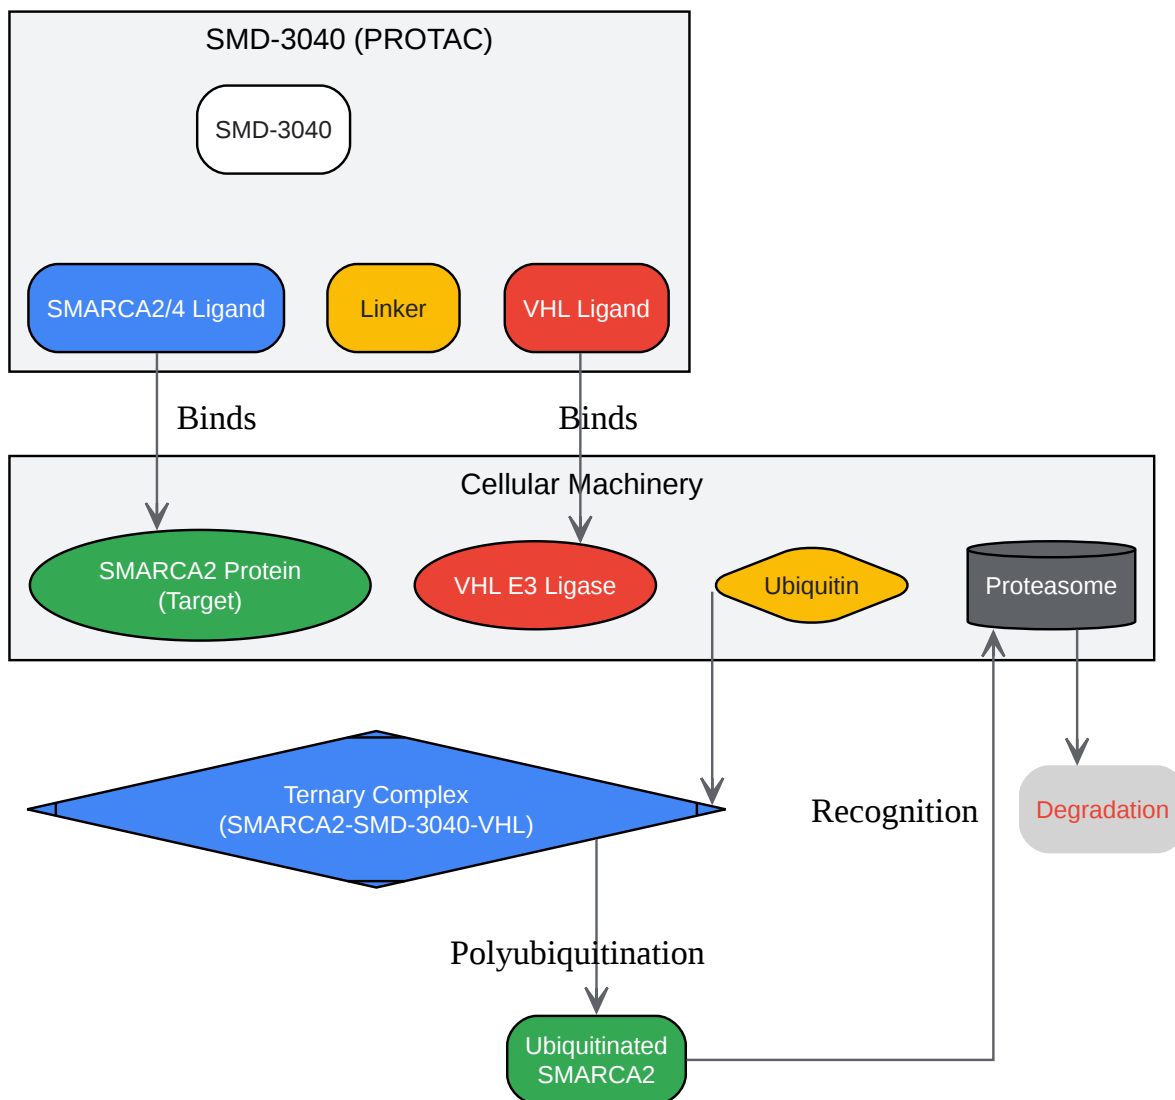 SMD-3040 (PROTAC)
SMD-3040
SMARCA2/4 Ligand
Linker
VHL Ligand
Binds
Binds
Cellular Machinery
SMARCA2 Protein
(Target)
VHL E3 Ligase
Ubiquitin
Proteasome
Ternary Complex
(SMARCA2-SMD-3040-VHL)
Recognition
Degradation
Polyubiquitination
Ubiquitinated
SMARCA2